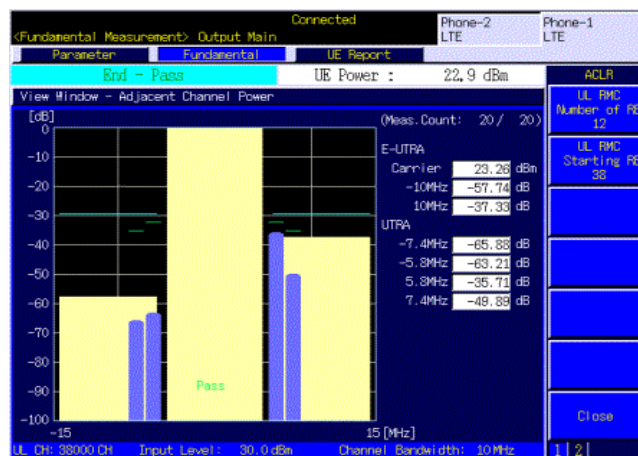 Connected
Phone-2 LTE
Phone-1 LTE
<Fundamental Measurement> Output Main
Parameter Fundamental UE Report
End - Pass UE Power : 22.9 dBm
ACLR
View Window - Adjacent Channel Power
UL RMC
Number of RB
12
UL RMC
Starting RB
38
Close
1 2
[dB] (Meas.Count: 20/ 20)
0
-10
-20
-30
-40
-50
-60
-70
-80
-90
-100
Pass
-15 15 [MHz]
E-UTRA
Carrier 23.26 dBm
-10MHz -57.74 dB
10MHz -37.33 dB
UTRA
-7.4MHz -65.88 dB
-5.8MHz -63.21 dB
5.8MHz -35.71 dB
7.4MHz -49.89 dB
UL CH: 38000 CH Input Level: 30.0 dBm Channel Bandwidth: 10 MHz